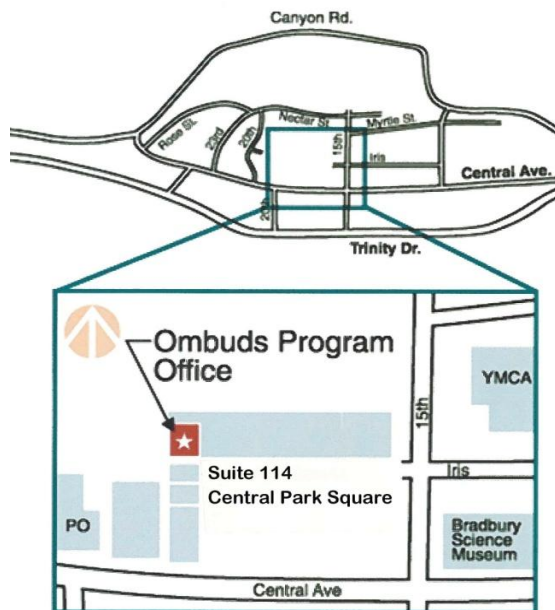 Canyon Rd.
Rose St.
23rd
20th
Nectar St
15th
Myrtle St.
Iris
Central Ave.
20th
Trinity Dr.
Ombuds Program
Office
YMCA
15th
Suite 114
Central Park Square
Iris
PO
Bradbury
Science
Museum
Central Ave